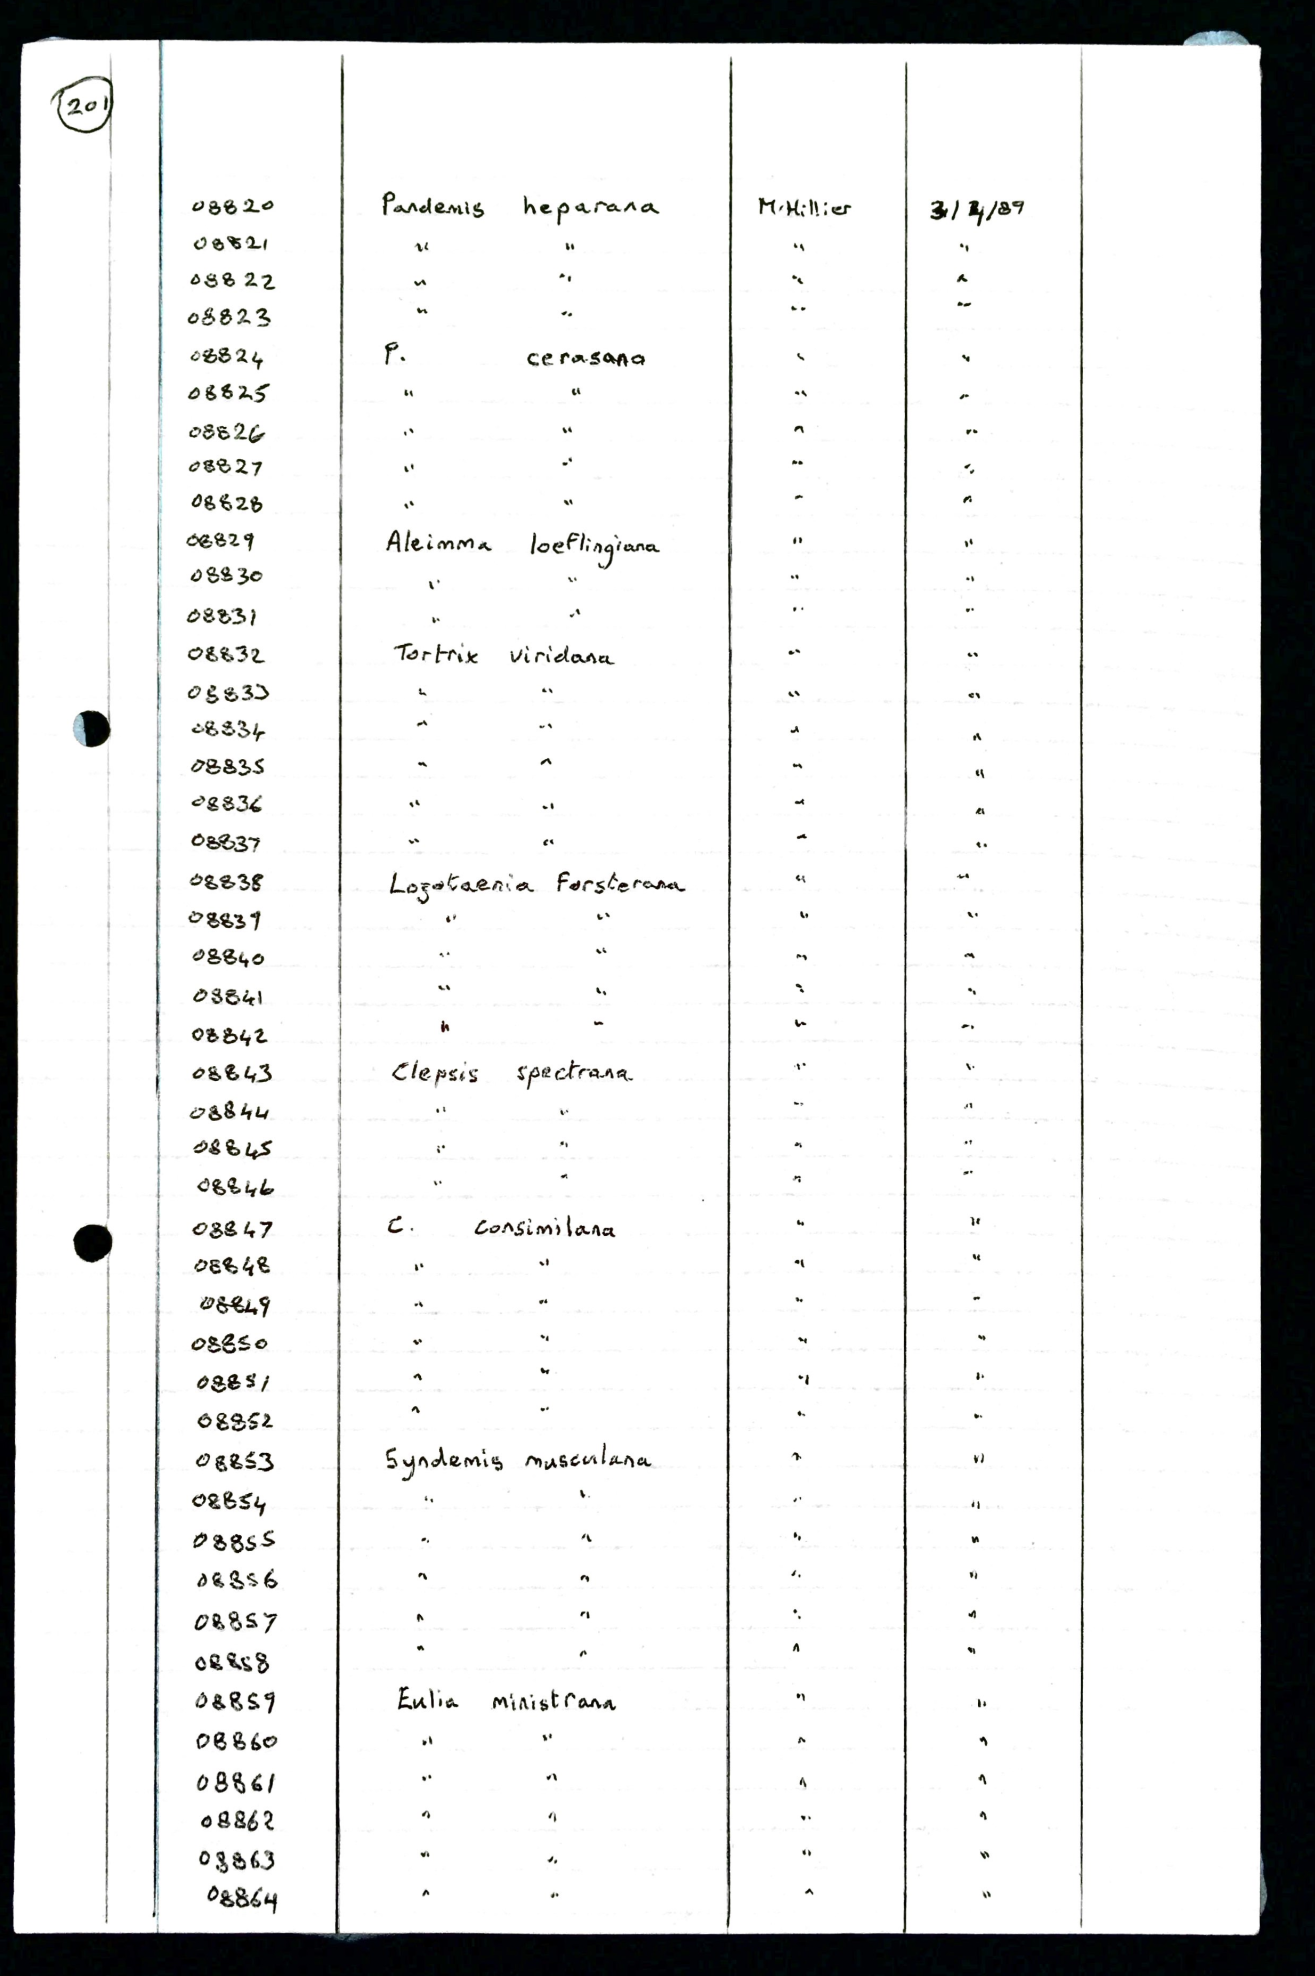 201
08820 Pandemis heparana M.Hillier 3/2/89
08821 " " " "
08822 " " " "
08823 " " " "
08824 P. cerasana " "
08825 " " " "
08826 " " " "
08827 " " " "
08828 " " " "
08829 Aleimma loeflingiana " "
08830 " " " "
08831 " " " "
08832 Tortrix viridana " "
08833 " " " "
08834 " " " "
08835 " " " "
08836 " " " "
08837 " " " "
08838 Lozotaenia forsterana " "
08839 " " " "
08840 " " " "
08841 " " " "
08842 " " " "
08843 Clepsis spectrana " "
08844 " " " "
08845 " " " "
08846 " " " "
08847 C. consimilana " "
08848 " " " "
08849 " " " "
08850 " " " "
08851 " " " "
08852 " " " "
08853 Syndemis musculana " "
08854 " " " "
08855 " " " "
08856 " " " "
08857 " " " "
08858 " " " "
08859 Eulia ministrana " "
08860 " " " "
08861 " " " "
08862 " " " "
08863 " " " "
08864 " " " "